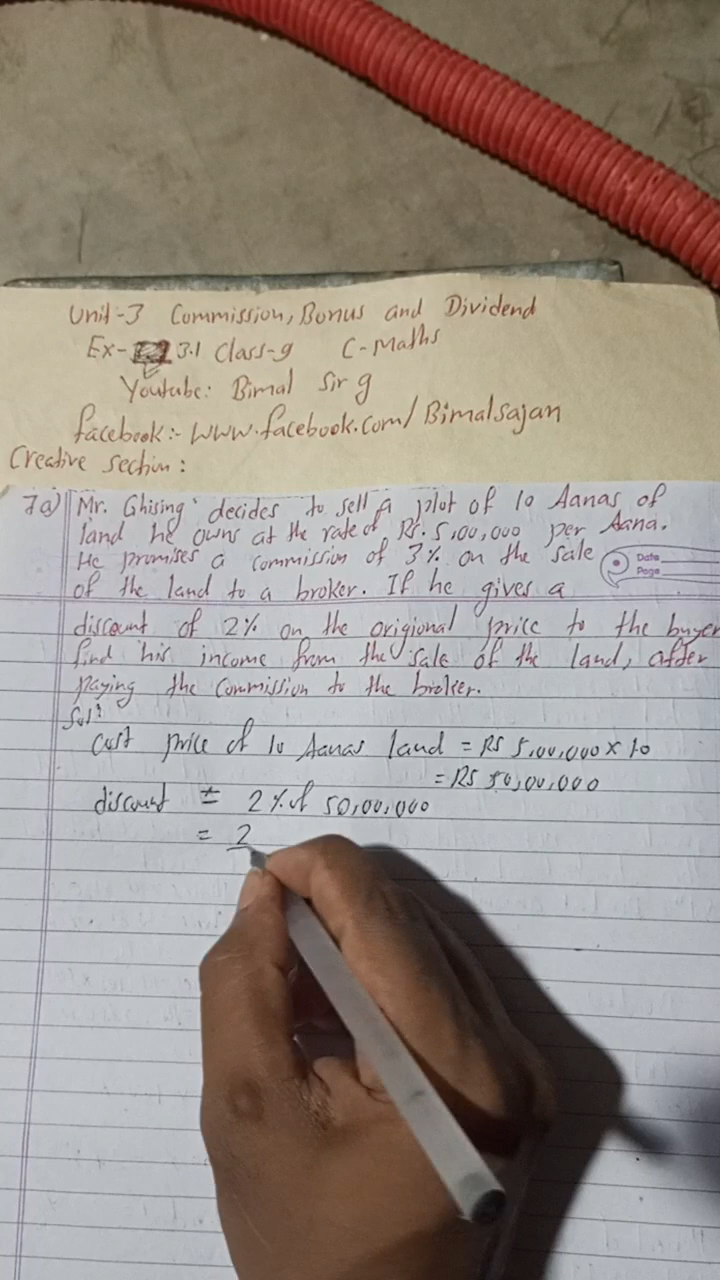 Unit-3 Commission, Bonus and Dividend
Ex- 3.1 Class-9 C-Maths
Youtube: Bimal Sir g
facebook:- www.facebook.com/Bimalsajan
Creative section:
7a) Mr. Ghising decides to sell a plot of 10 Aanas of
land he owns at the rate of Rs. 5,00,000 per Aana.
He promises a commission of 3% on the sale
Date
Page
of the land to a broker. If he gives a
discount of 2% on the origional price to the buyer
find his income from the sale of the land, after
paying the commission to the broker.
Solⁿ
Cost price of 10 Aanas land = RS 5,00,000 × 10
= RS 50,00,000
discount = 2% of 50,00,000
= 2